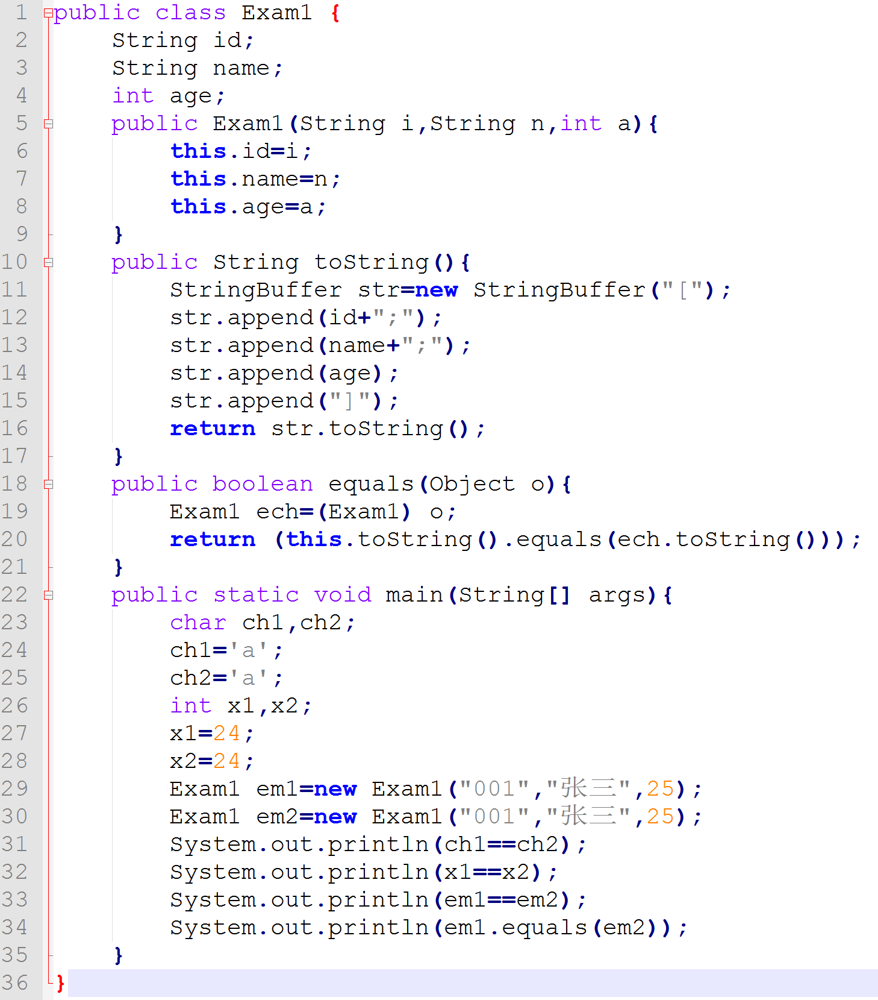 1 public class Exam1 {
2 String id;
3 String name;
4 int age;
5 public Exam1(String i,String n,int a){
6 this.id=i;
7 this.name=n;
8 this.age=a;
9 }
10 public String toString(){
11 StringBuffer str=new StringBuffer("[");
12 str.append(id+";");
13 str.append(name+";");
14 str.append(age);
15 str.append("]");
16 return str.toString();
17 }
18 public boolean equals(Object o){
19 Exam1 ech=(Exam1) o;
20 return (this.toString().equals(ech.toString()));
21 }
22 public static void main(String[] args){
23 char ch1,ch2;
24 ch1='a';
25 ch2='a';
26 int x1,x2;
27 x1=24;
28 x2=24;
29 Exam1 em1=new Exam1("001","张三",25);
30 Exam1 em2=new Exam1("001","张三",25);
31 System.out.println(ch1==ch2);
32 System.out.println(x1==x2);
33 System.out.println(em1==em2);
34 System.out.println(em1.equals(em2));
35 }
36 }